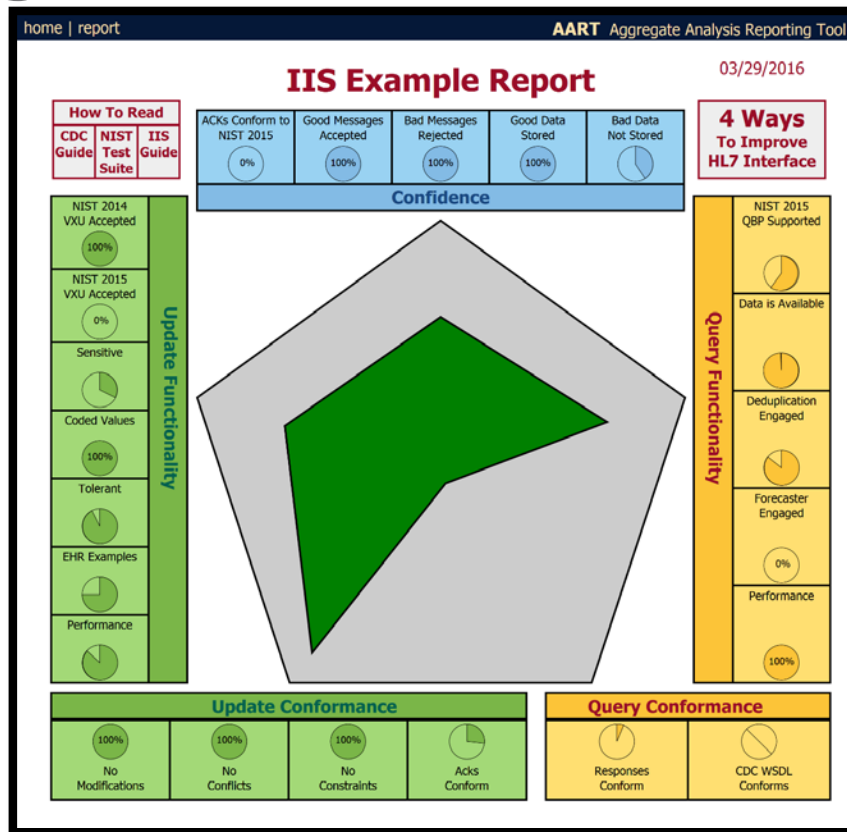 home | report
AART Aggregate Analysis Reporting Tool
IIS Example Report
03/29/2016
How To Read
CDC Guide
NIST Test Suite
IIS Guide
ACKs Conform to
NIST 2015
0%
Good Messages
Accepted
100%
Bad Messages
Rejected
100%
Good Data
Stored
100%
Bad Data
Not Stored
Confidence
4 Ways
To Improve
HL7 Interface
NIST 2014
VXU Accepted
100%
NIST 2015
VXU Accepted
0%
Sensitive
Coded Values
100%
Tolerant
EHR Examples
Performance
Update Functionality
Query Functionality
NIST 2015
QBP Supported
Data is Available
Deduplication
Engaged
Forecaster
Engaged
0%
Performance
100%
Update Conformance
100%
No
Modifications
100%
No
Conflicts
100%
No
Constraints
Acks
Conform
Query Conformance
Responses
Conform
CDC WSDL
Conforms